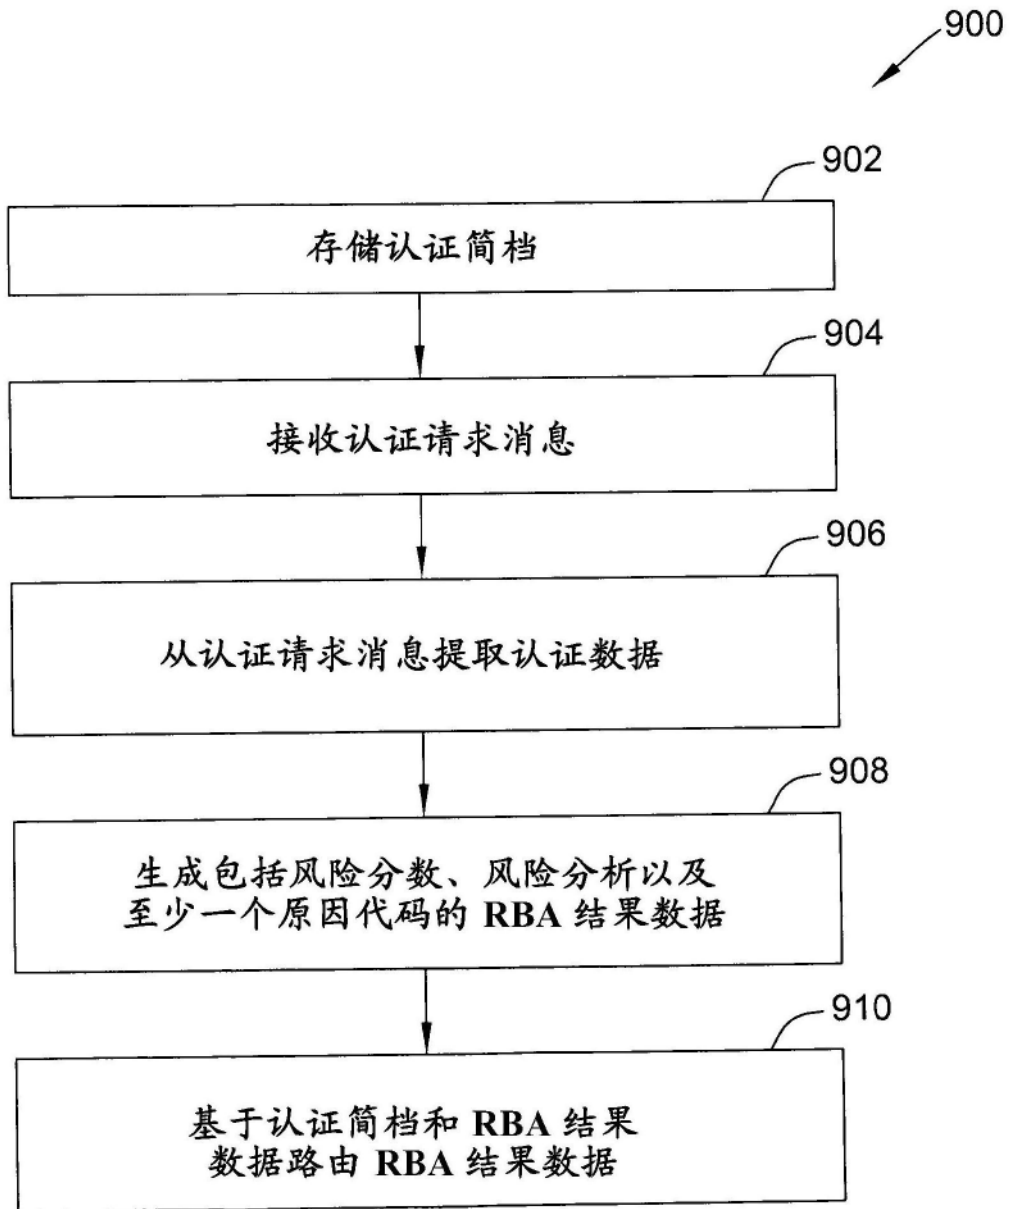 900
902
存储认证简档
904
接收认证请求消息
906
从认证请求消息提取认证数据
908
生成包括风险分数、风险分析以及
至少一个原因代码的 RBA 结果数据
910
基于认证简档和 RBA 结果
数据路由 RBA 结果数据